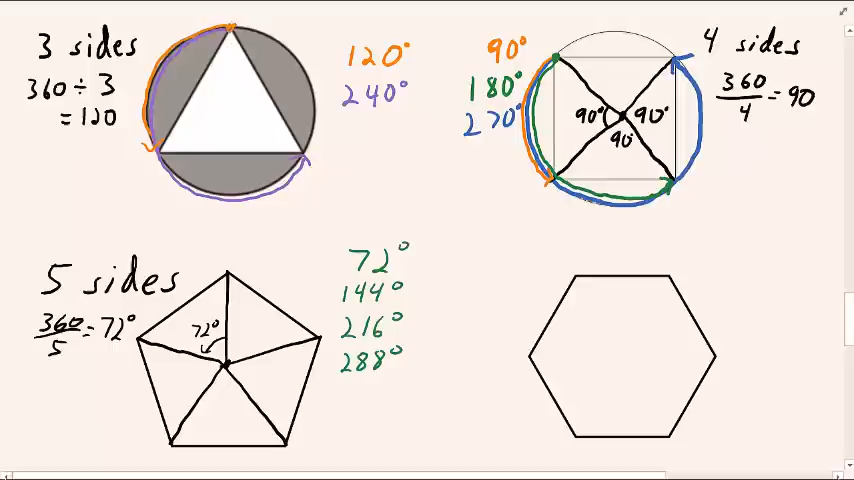 3 sides
360 ÷ 3
= 120
120°
240°
90°
180°
270°
90°
90°
90°
4 sides
360/4 = 90
5 sides
360/5 = 72°
72°
72°
144°
216°
288°